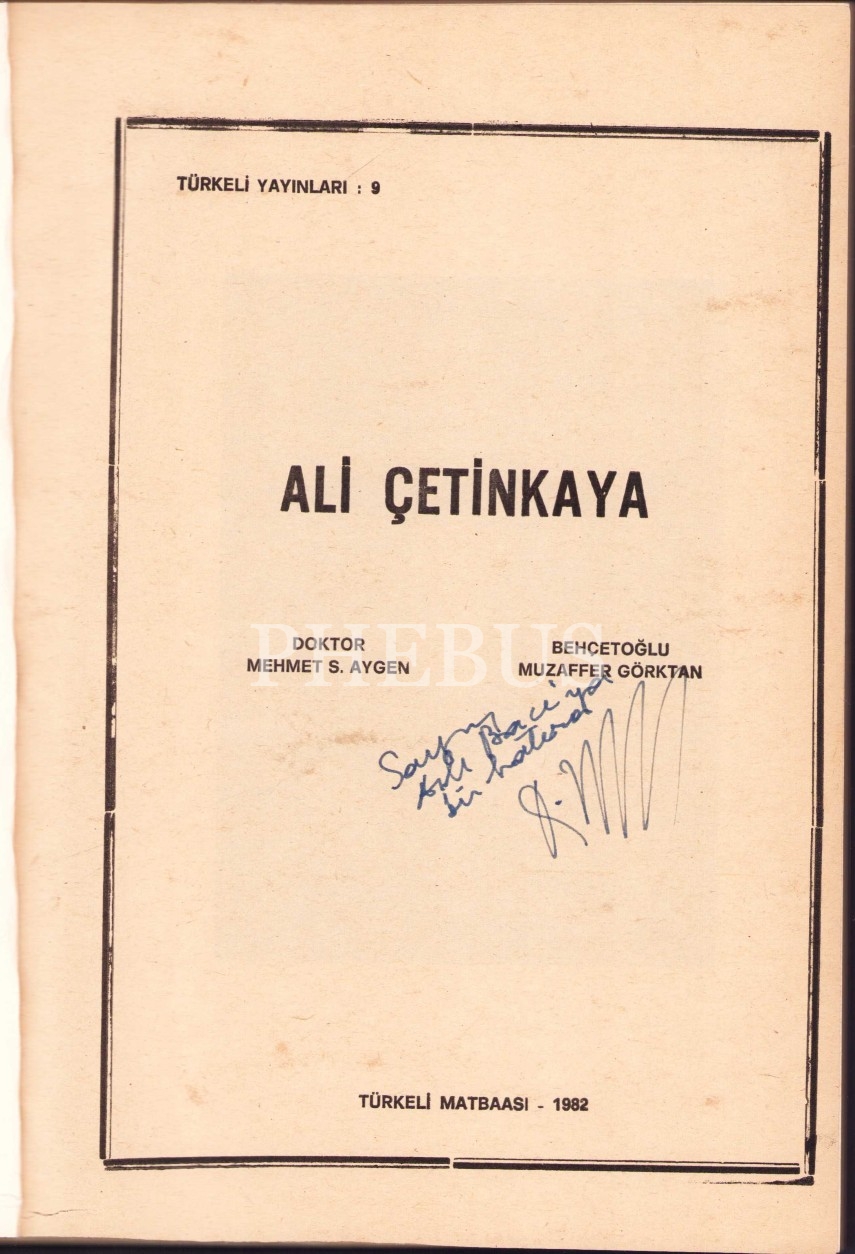 TÜRKELİ YAYINLARI : 9
ALİ ÇETİNKAYA
PHEBUS
DOKTOR
MEHMET S. AYGEN
BEHÇETOĞLU
MUZAFFER GÖRKTAN
Sayın
Bacı'ya
bir hatıra
TÜRKELİ MATBAASI - 1982